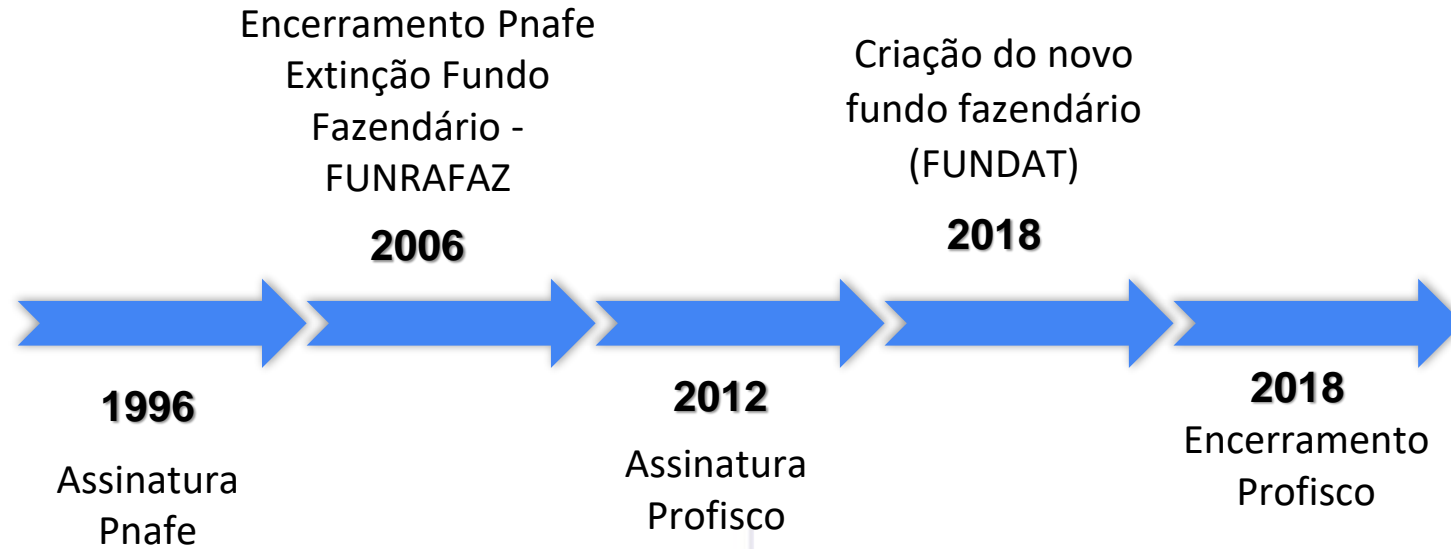 Encerramento Pnafe
Extinção Fundo
Fazendário -
FUNRAFAZ
2006
Criação do novo
fundo fazendário
(FUNDAT)
2018
1996
Assinatura
Pnafe
2012
Assinatura
Profisco
2018
Encerramento
Profisco